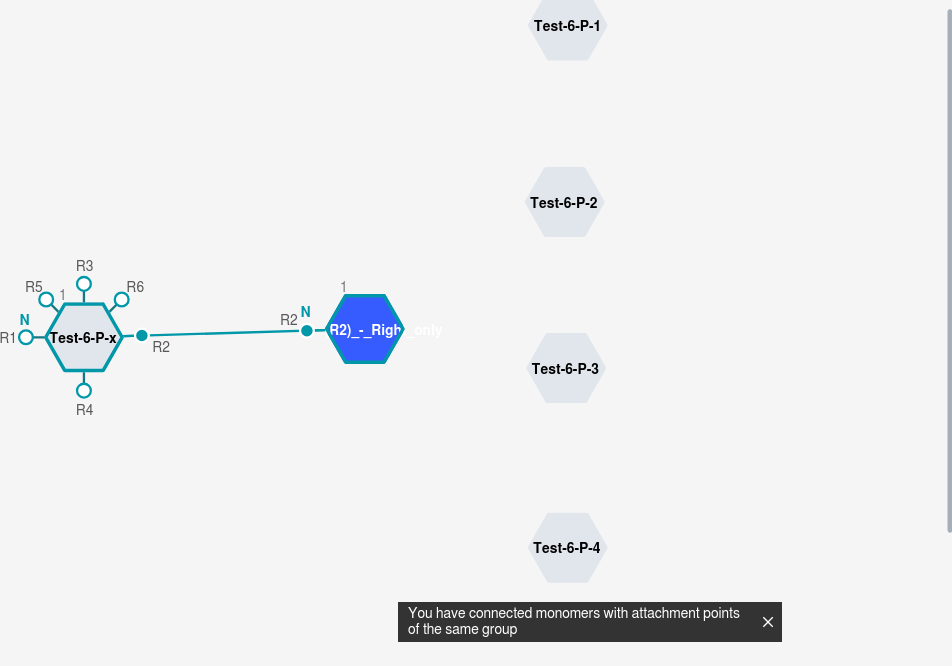 Test-6-P-1
Test-6-P-2
R3
R5
1
R6
N
R1
Test-6-P-x
R2
R4
R2
N
1
R2)_-_Right_only
Test-6-P-3
Test-6-P-4
You have connected monomers with attachment points
of the same group